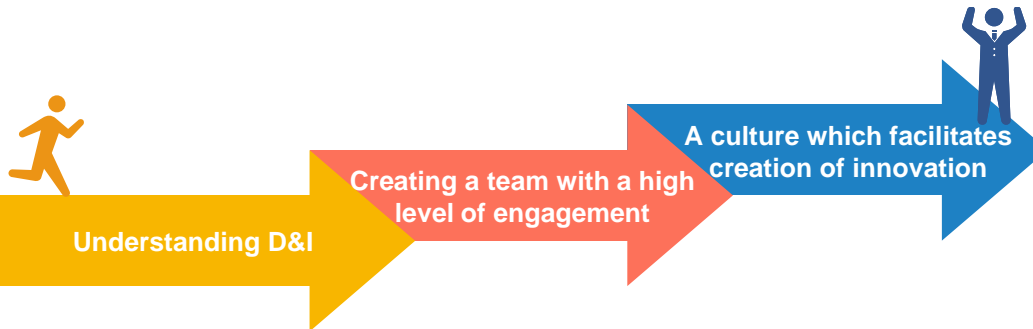 Understanding D&I
Creating a team with a high
level of engagement
A culture which facilitates
creation of innovation